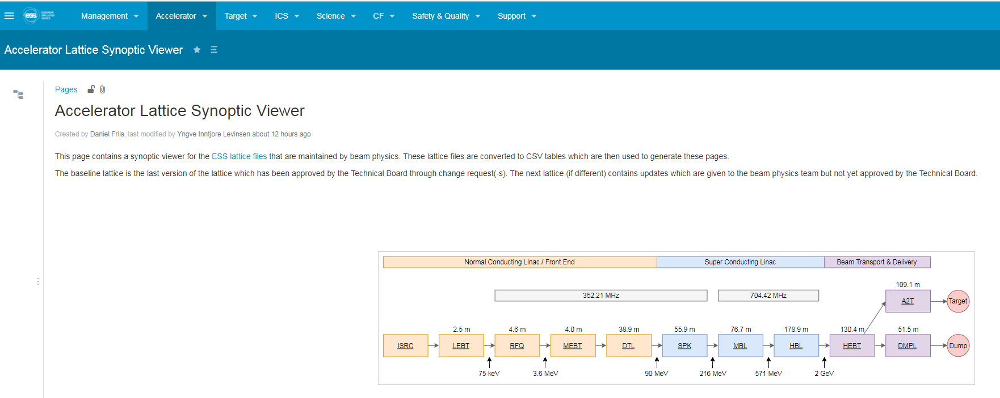 ess EUROPEAN SPALLATION SOURCE
Management Accelerator Target ICS Science CF Safety & Quality Support
Accelerator Lattice Synoptic Viewer
Pages
Accelerator Lattice Synoptic Viewer
Created by Daniel Friis, last modified by Yngve Inntjore Levinsen about 12 hours ago
This page contains a synoptic viewer for the ESS lattice files that are maintained by beam physics. These lattice files are converted to CSV tables which are then used to generate these pages.
The baseline lattice is the last version of the lattice which has been approved by the Technical Board through change request(-s). The next lattice (if different) contains updates which are given to the beam physics team but not yet approved by the Technical Board.
Normal Conducting Linac / Front End Super Conducting Linac Beam Transport & Delivery
109.1 m
352.21 MHz 704.42 MHz
A2T Target
2.5 m 4.6 m 4.0 m 38.9 m 55.9 m 76.7 m 178.9 m 130.4 m 51.5 m
ISRC LEBT RFQ MEBT DTL SPK MBL HBL HEBT DMPL Dump
75 keV 3.6 MeV 90 MeV 216 MeV 571 MeV 2 GeV